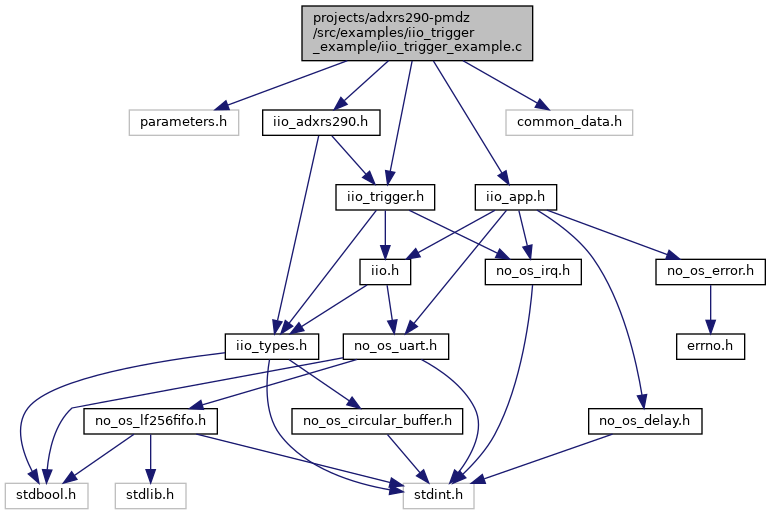 projects/adxrs290-pmdz
/src/examples/iio_trigger
_example/iio_trigger_example.c
parameters.h
iio_adxrs290.h
common_data.h
iio_trigger.h
iio_app.h
iio.h
no_os_irq.h
no_os_error.h
iio_types.h
no_os_uart.h
errno.h
no_os_lf256fifo.h
no_os_circular_buffer.h
no_os_delay.h
stdbool.h
stdlib.h
stdint.h